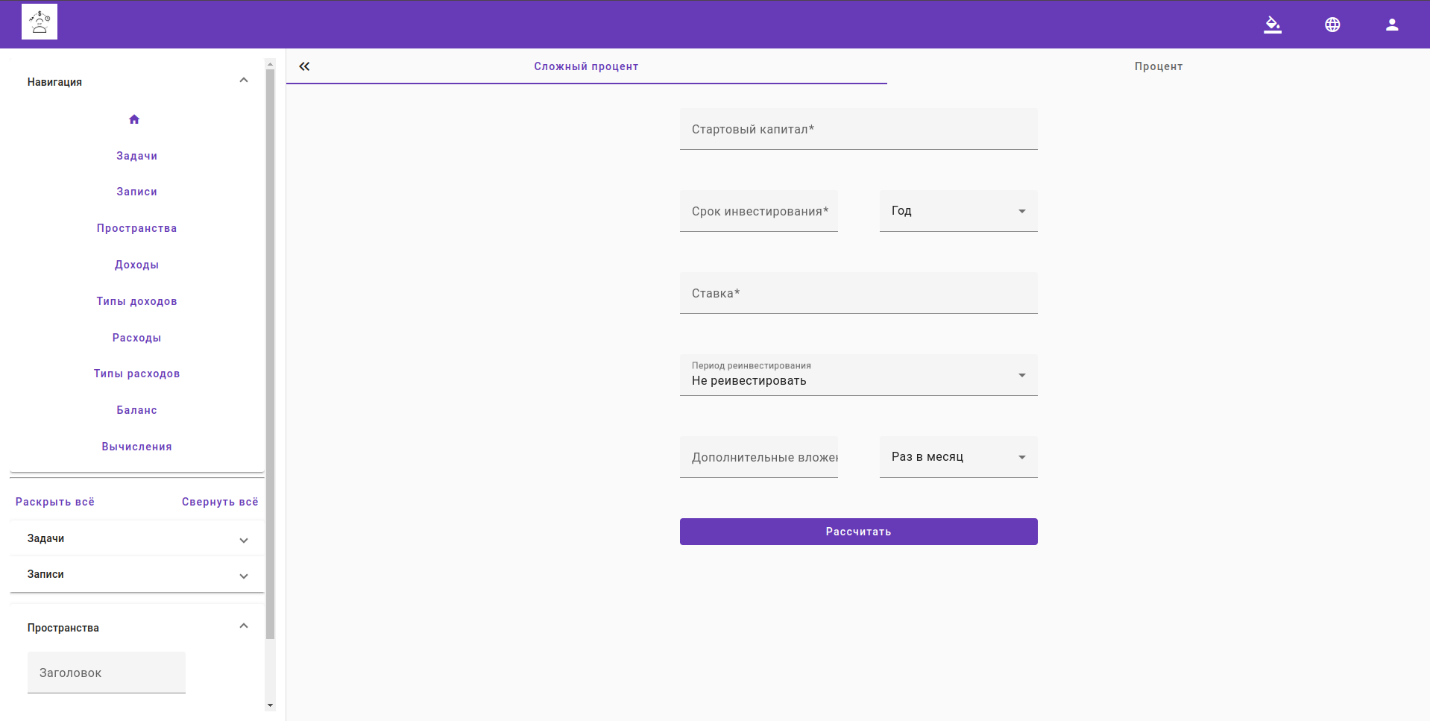 Навигация
Задачи
Записи
Пространства
Доходы
Типы доходов
Расходы
Типы расходов
Баланс
Вычисления
Раскрыть всё
Свернуть всё
Задачи
Записи
Пространства
Заголовок
Сложный процент
Процент
Стартовый капитал*
Срок инвестирования*
Год
Ставка*
Период реинвестирования
Не реивестировать
Дополнительные вложен
Раз в месяц
Рассчитать